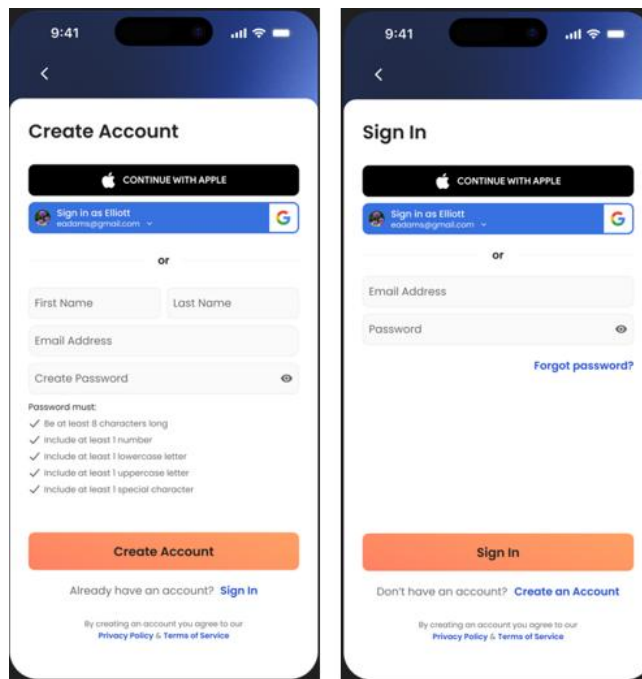 9:41
Create Account
CONTINUE WITH APPLE
Sign in as Elliott
eadams@gmail.com
or
First Name
Last Name
Email Address
Create Password
Password must:
Be at least 8 characters long
Include at least 1 number
Include at least 1 lowercase letter
Include at least 1 uppercase letter
Include at least 1 special character
Create Account
Already have an account? Sign In
By creating an account you agree to our
Privacy Policy & Terms of Service
9:41
Sign In
CONTINUE WITH APPLE
Sign in as Elliott
eadams@gmail.com
or
Email Address
Password
Forgot password?
Sign In
Don't have an account? Create an Account
By creating an account you agree to our
Privacy Policy & Terms of Service